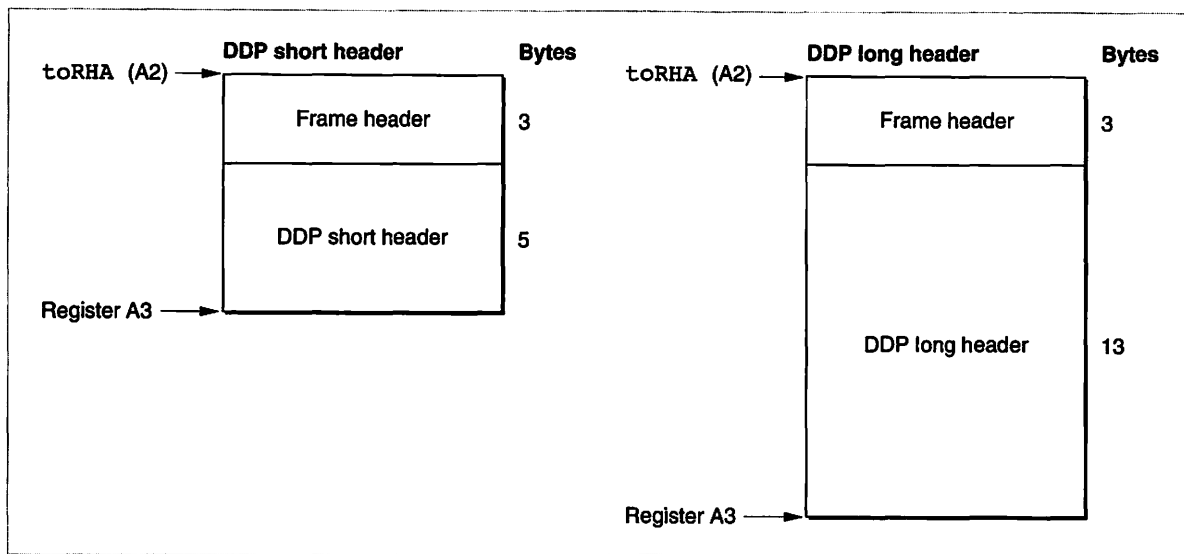 DDP short header Bytes
toRHA (A2)
Frame header 3
DDP short header 5
Register A3
DDP long header Bytes
toRHA (A2)
Frame header 3
DDP long header 13
Register A3